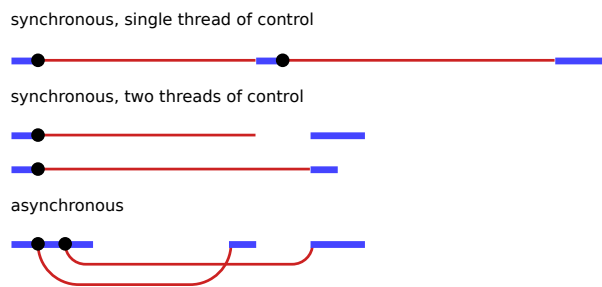 synchronous, single thread of control
synchronous, two threads of control
asynchronous